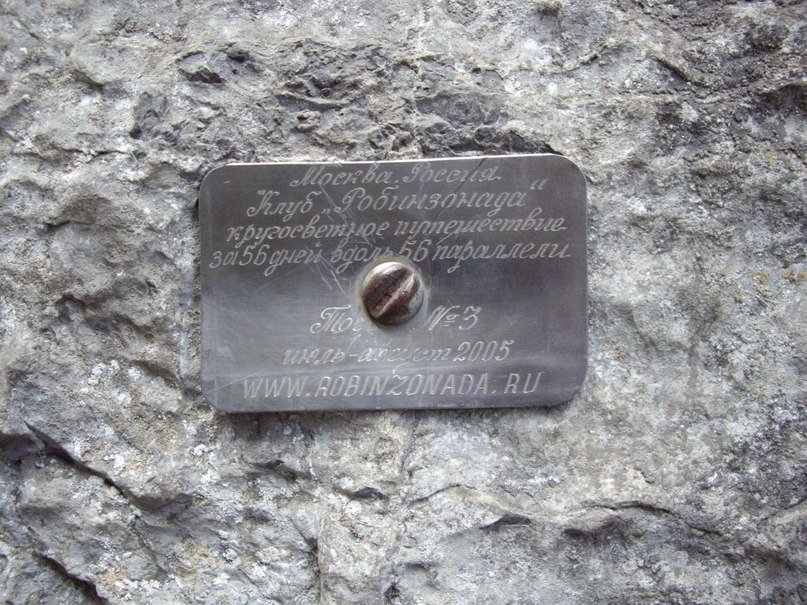 Москва. Россия.
Клуб „Робинзонада"
кругосветное путешествие
за 56 дней вдоль 56 параллели
№3
июль-август 2005
WWW.ROBINZONADA.RU